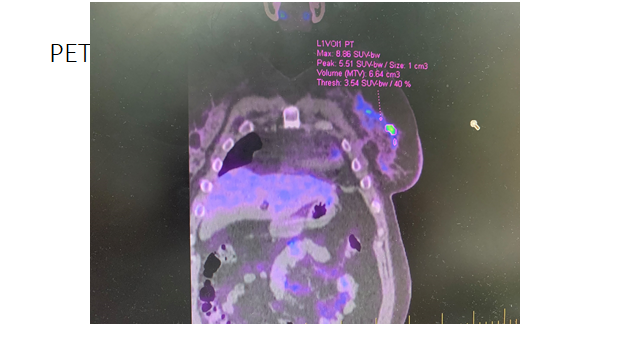 PET
L1VOI1 PT
Max: 8.86 SUV-bw
Peak: 5.51 SUV-bw / Size: 1 cm3
Volume (MTV): 6.64 cm3
Thresh: 3.54 SUV-bw / 40 %